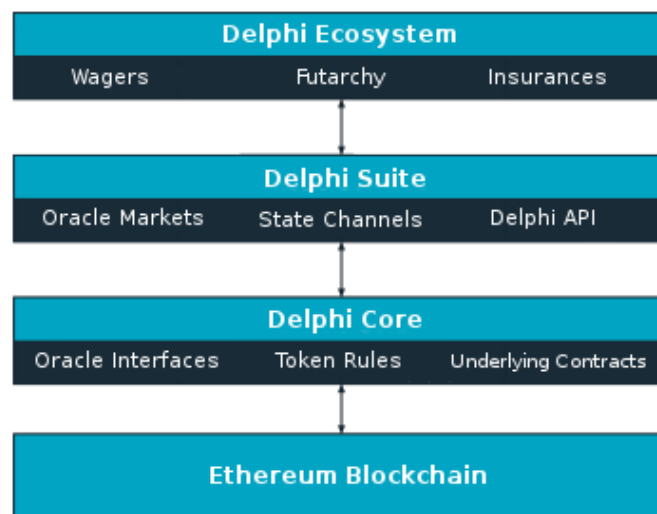 Delphi Ecosystem
Wagers Futarchy Insurances
Delphi Suite
Oracle Markets State Channels Delphi API
Delphi Core
Oracle Interfaces Token Rules Underlying Contracts
Ethereum Blockchain